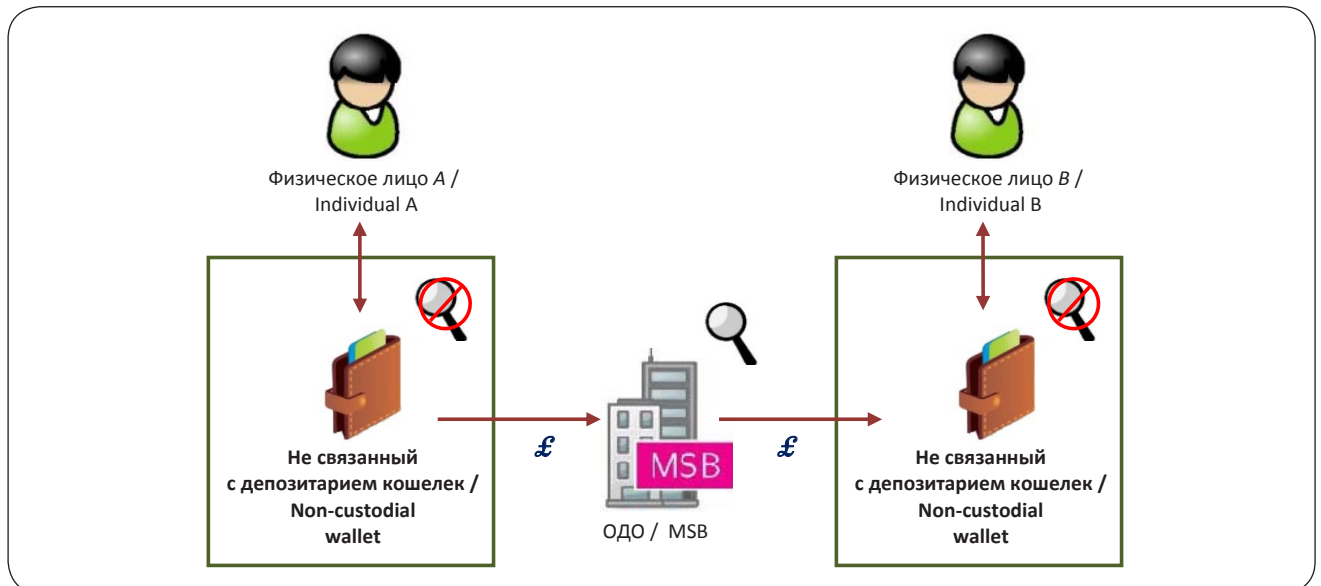 Физическое лицо A /
Individual A
Физическое лицо B /
Individual B
Не связанный
с депозитарием кошелек /
Non-custodial
wallet
£
MSB
ОДО / MSB
£
Не связанный
с депозитарием кошелек /
Non-custodial
wallet